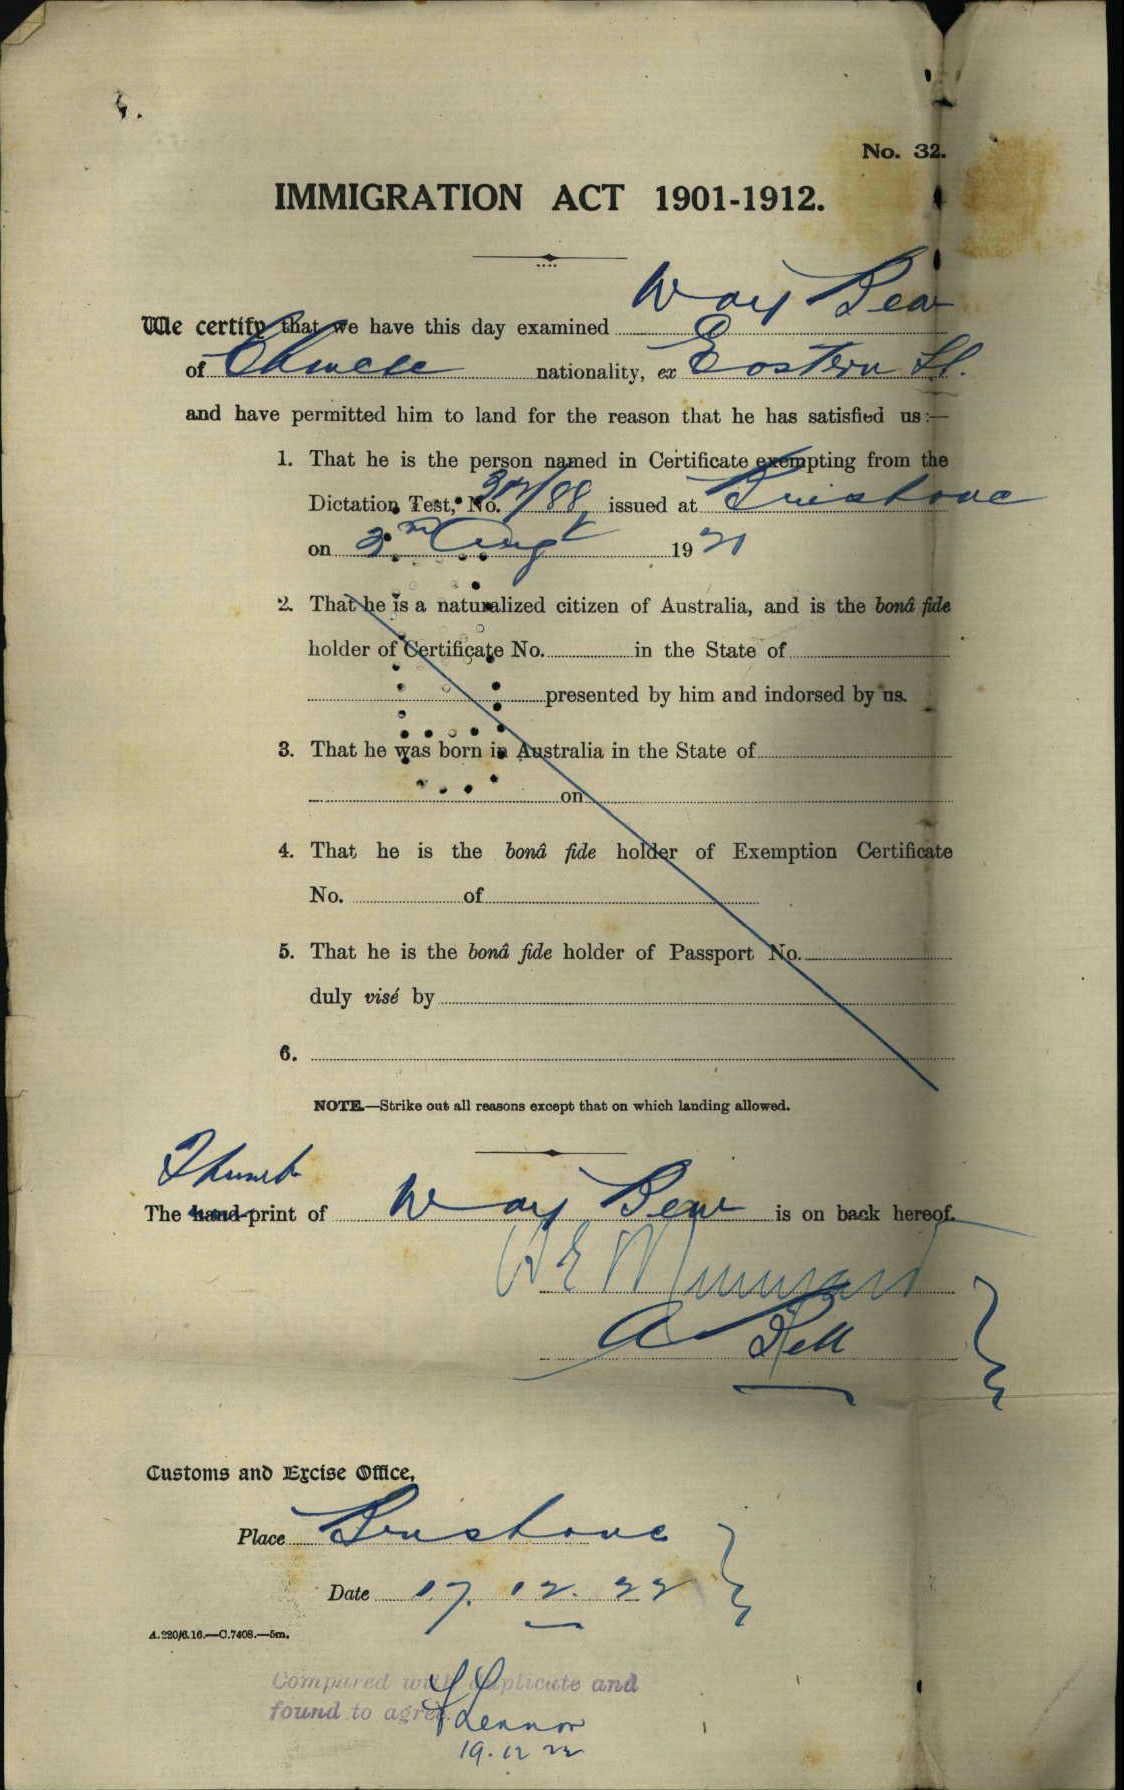 No. 32.
IMMIGRATION ACT 1901-1912.
We certify that we have this day examined Way Bew
of Chinese nationality, ex Eastern
and have permitted him to land for the reason that he has satisfied us:—
1. That he is the person named in Certificate exempting from the
Dictation Test, No. /88 issued at Brisbane
on 3rd Augt 1921
2. That he is a naturalized citizen of Australia, and is the bonâ fide
holder of Certificate No. in the State of
presented by him and indorsed by us.
3. That he was born in Australia in the State of
on
4. That he is the bonâ fide holder of Exemption Certificate
No. of
5. That he is the bonâ fide holder of Passport No.
duly visé by
6.
NOTE.—Strike out all reasons except that on which landing allowed.
Thumb
The hand-print of Way Bew is on back hereof.
A Bell
Customs and Excise Office,
Place Brisbane
Date 17.12.22
A.220/6.16.—C.7408.—5m.
Compared with duplicate and
found to agree.
Lennon
19.12.22